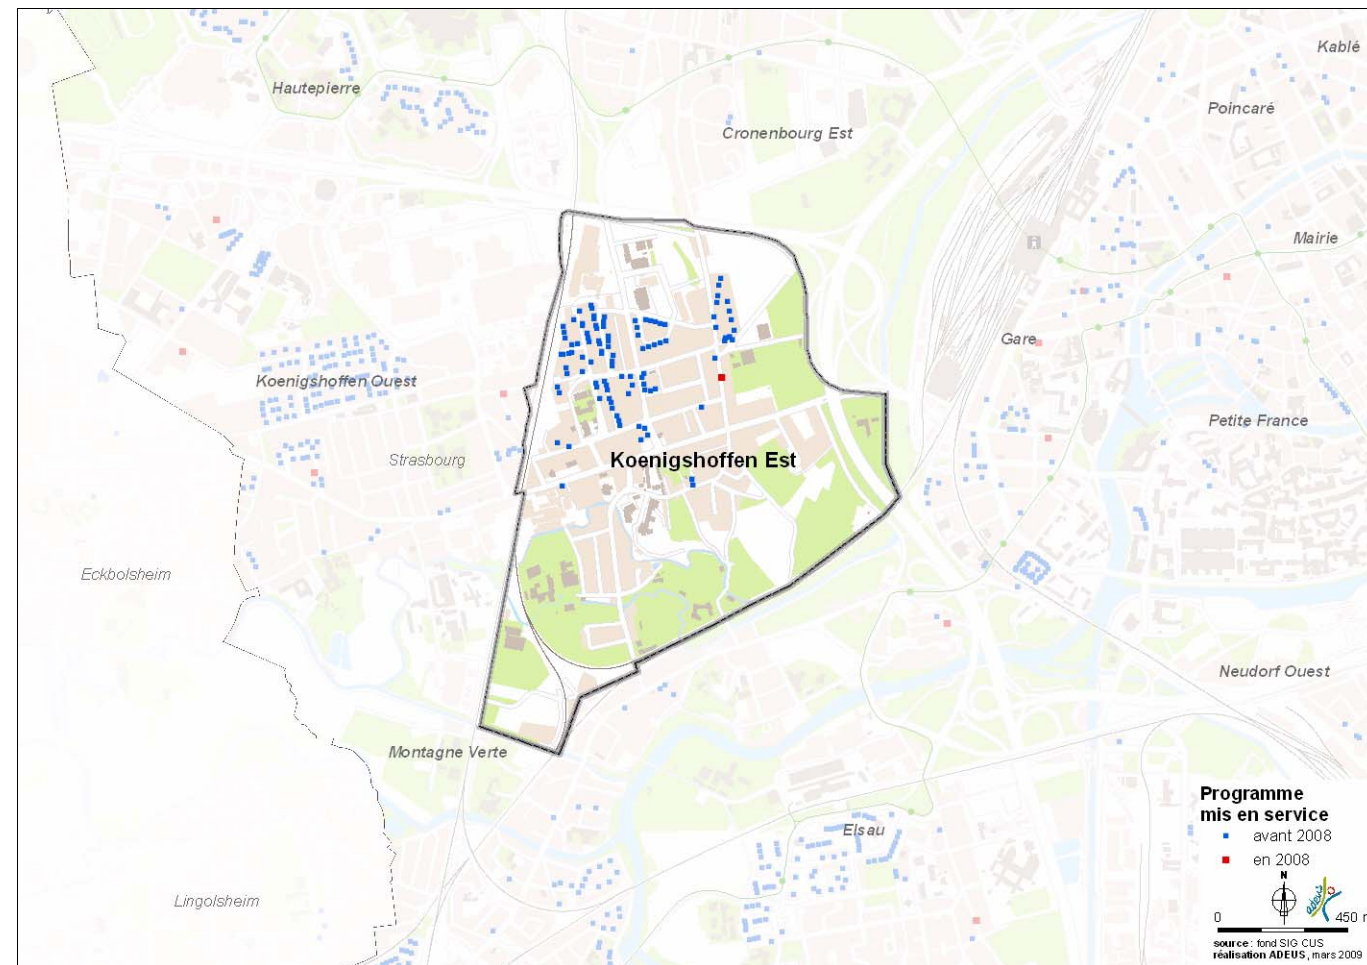 Kablé
Hautepierre
Poincaré
Cronenbourg Est
Mairie
Gare
Koenigshoffen Ouest
Petite France
Strasbourg
Koenigshoffen Est
Eckbolsheim
Neudorf Ouest
Montagne Verte
Programme
mis en service
avant 2008
en 2008
Elsau
N
adeus
Lingolsheim
0 450 m
source : fond SIG CUS
réalisation ADEUS, mars 2009